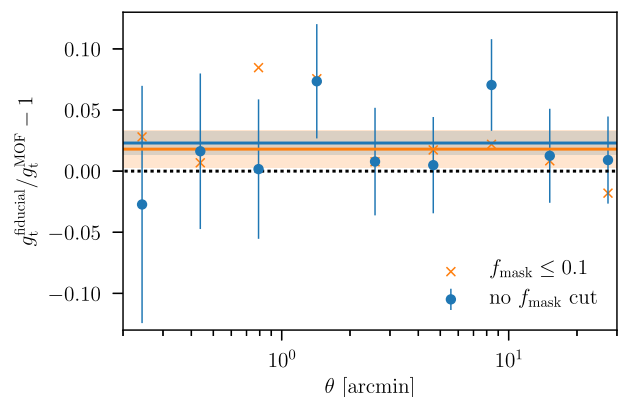 0.10
0.05
0.00
−0.05
−0.10
g_t^fiducial/g_t^MOF − 1
f_mask ≤ 0.1
no f_mask cut
10^0
10^1
θ [arcmin]